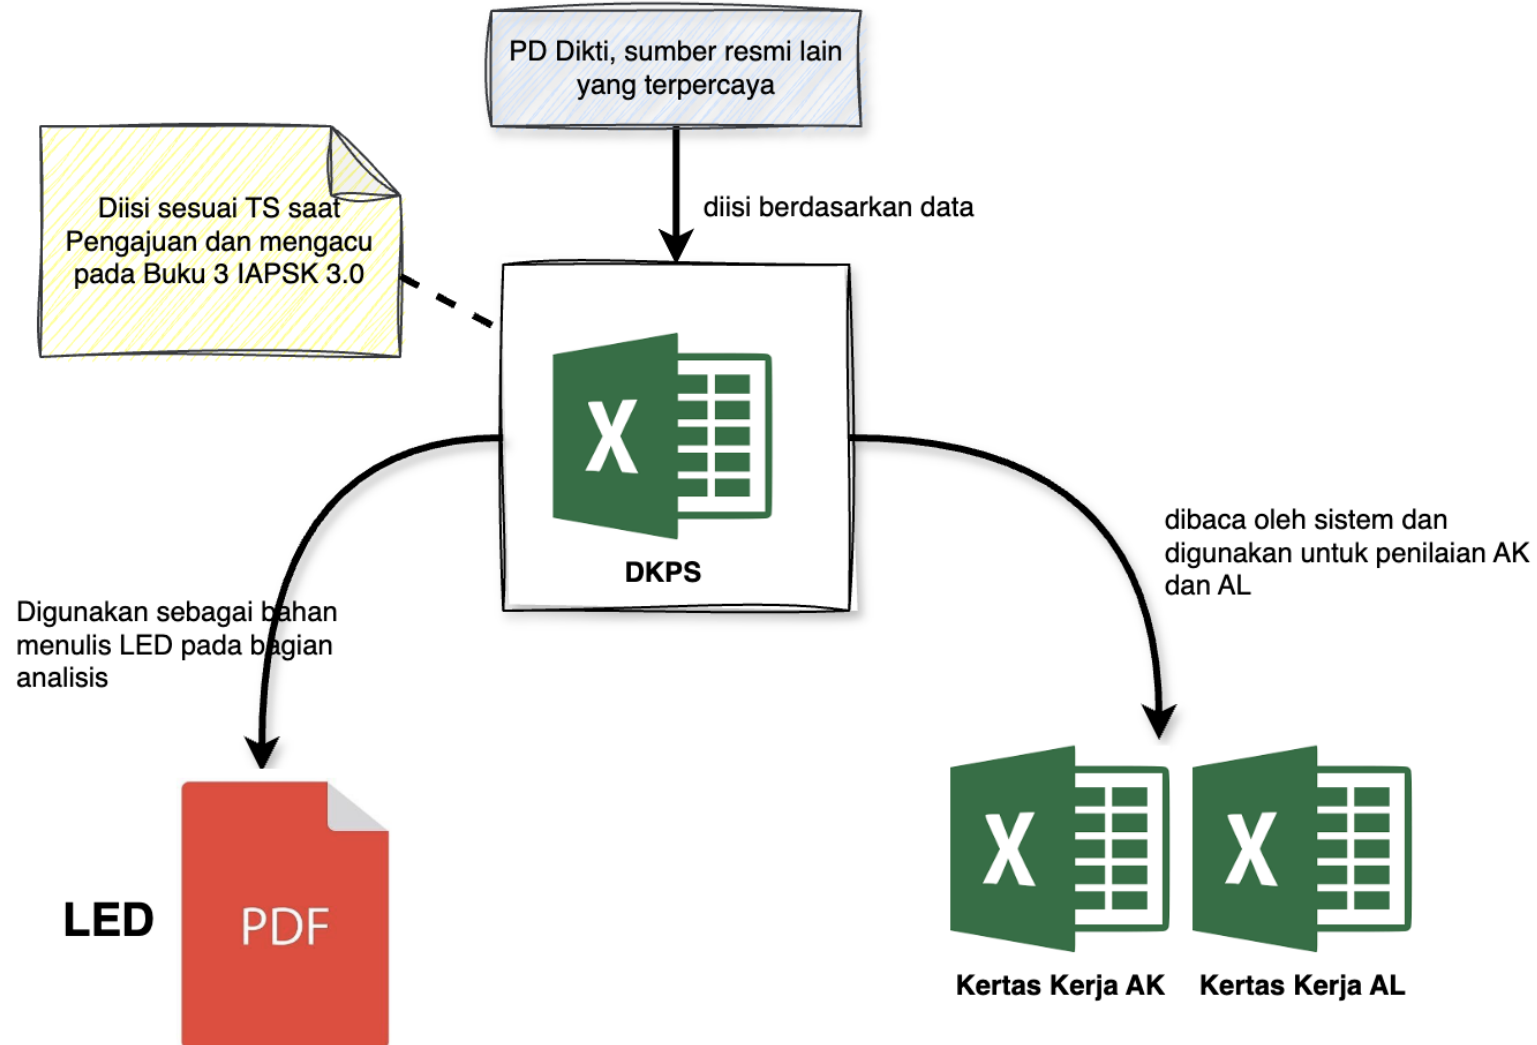 PD Dikti, sumber resmi lain
yang terpercaya
Diisi sesuai TS saat
Pengajuan dan mengacu
pada Buku 3 IAPSK 3.0
diisi berdasarkan data
X
DKPS
dibaca oleh sistem dan
digunakan untuk penilaian AK
dan AL
Digunakan sebagai bahan
menulis LED pada bagian
analisis
LED
PDF
X
X
Kertas Kerja AK
Kertas Kerja AL